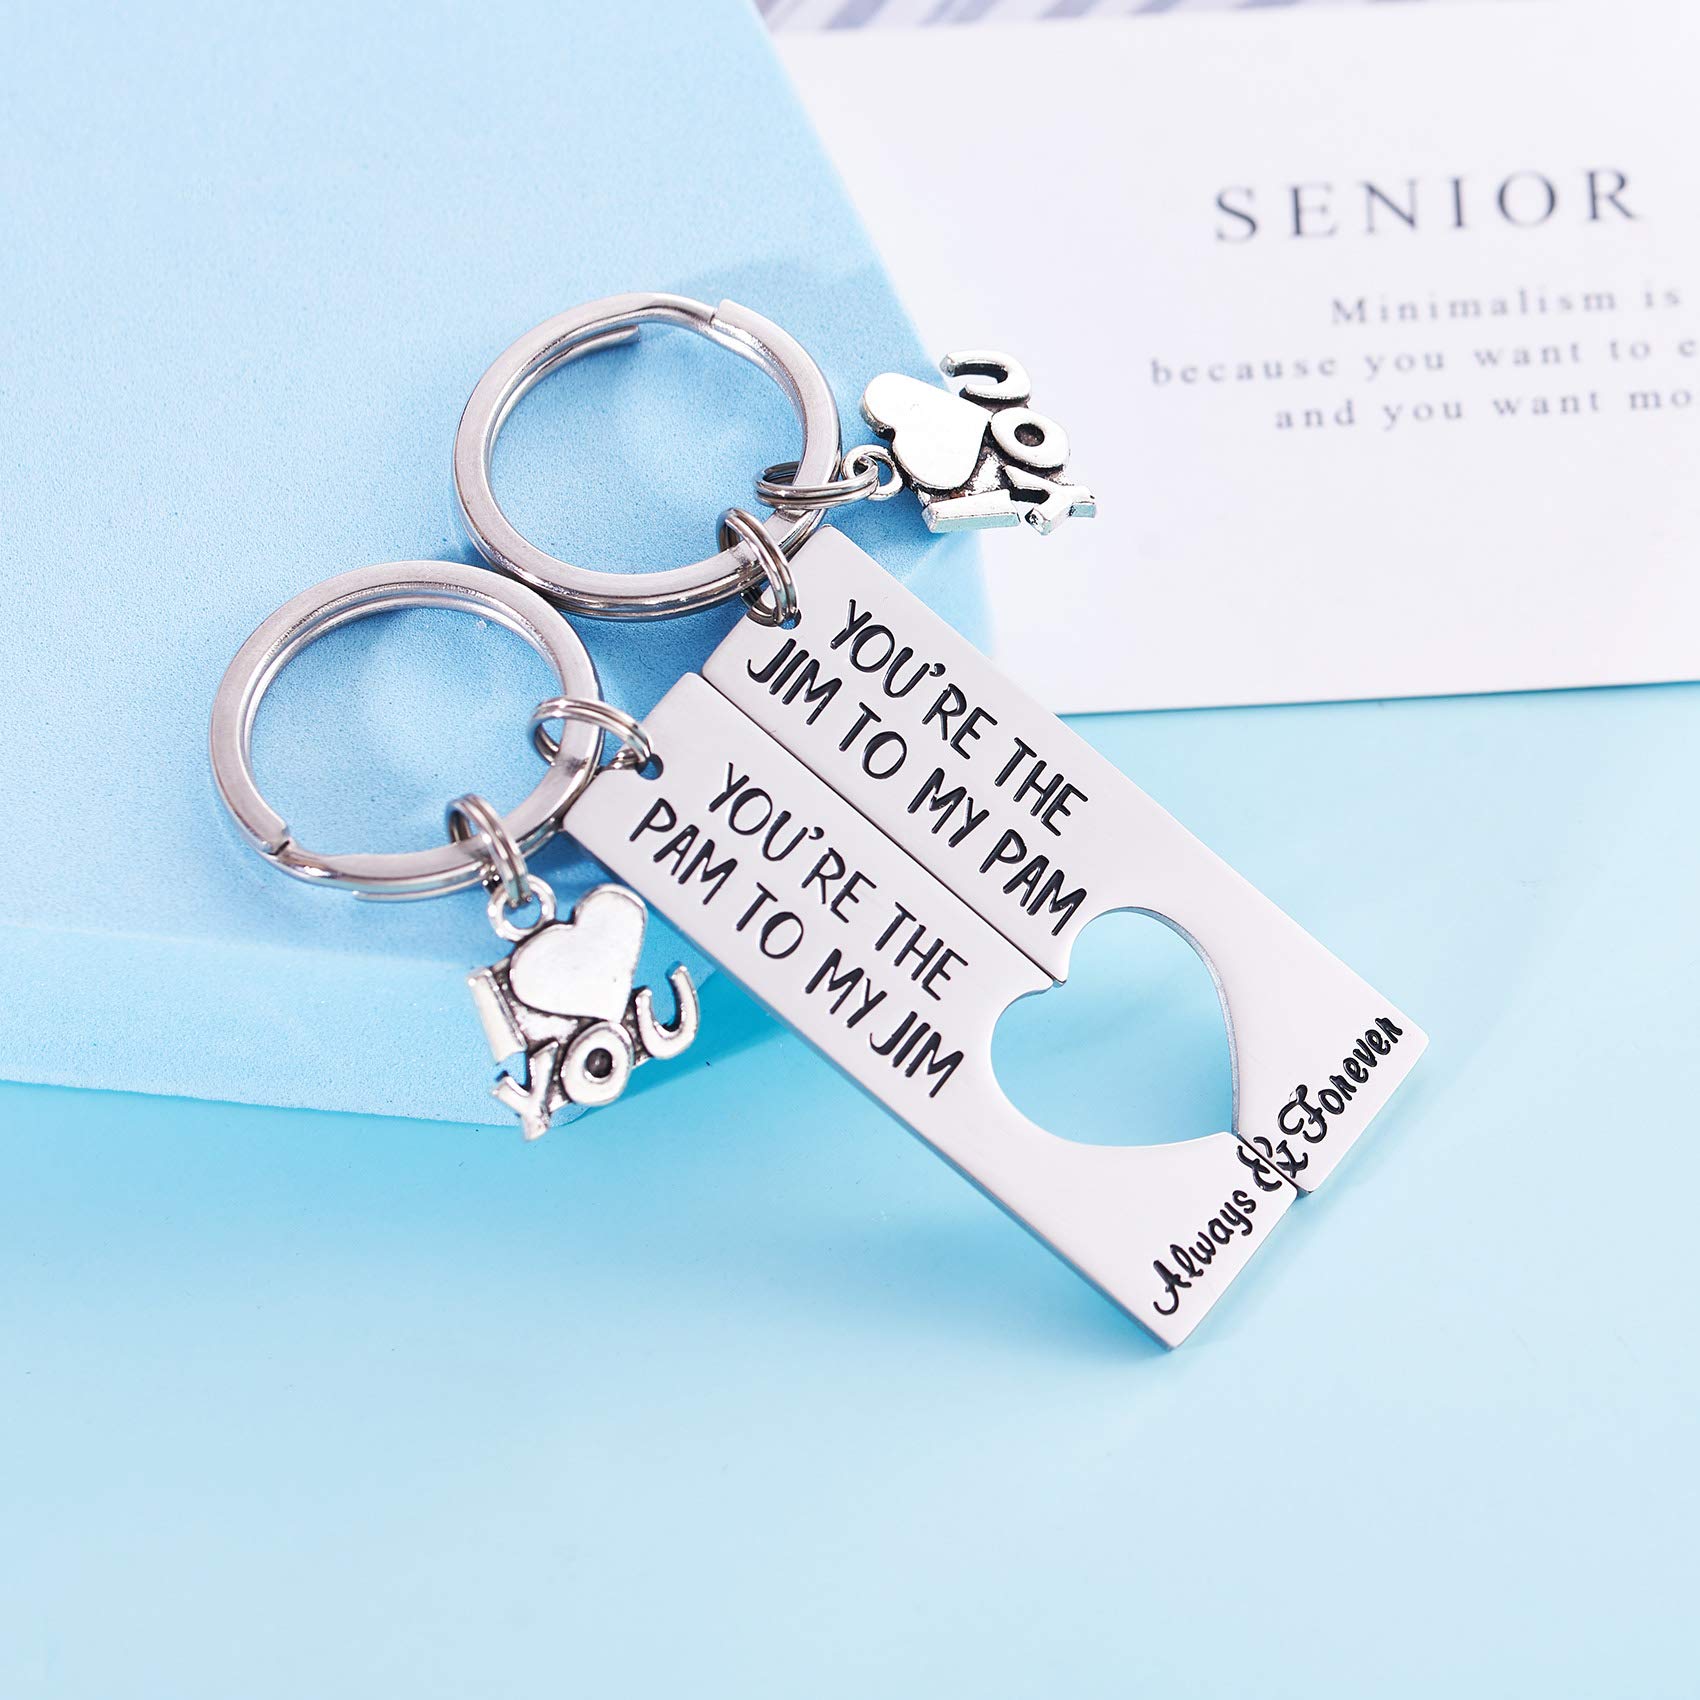 SENIOR
Minimalism is
because you want to e
and you want mo
I
YOU
YOU'RE THE
JIM TO MY PAM
YOU'RE THE
PAM TO MY JIM
Always & Forever
I
YOU